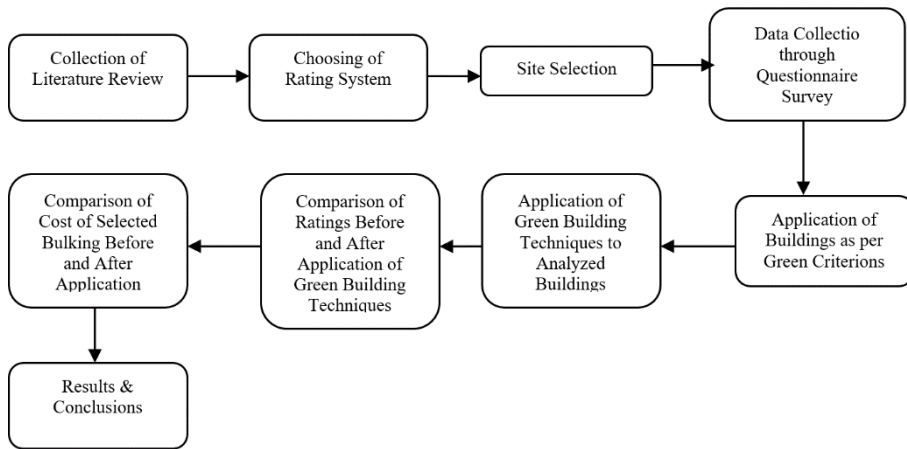 Collection of
Literature Review
Choosing of
Rating System
Site Selection
Data Collectio
through
Questionnaire
Survey
Application of
Buildings as per
Green Criterions
Application of
Green Building
Techniques to
Analyzed
Buildings
Comparison of
Ratings Before
and After
Application of
Green Building
Techniques
Comparison of
Cost of Selected
Bulking Before
and After
Application
Results &
Conclusions